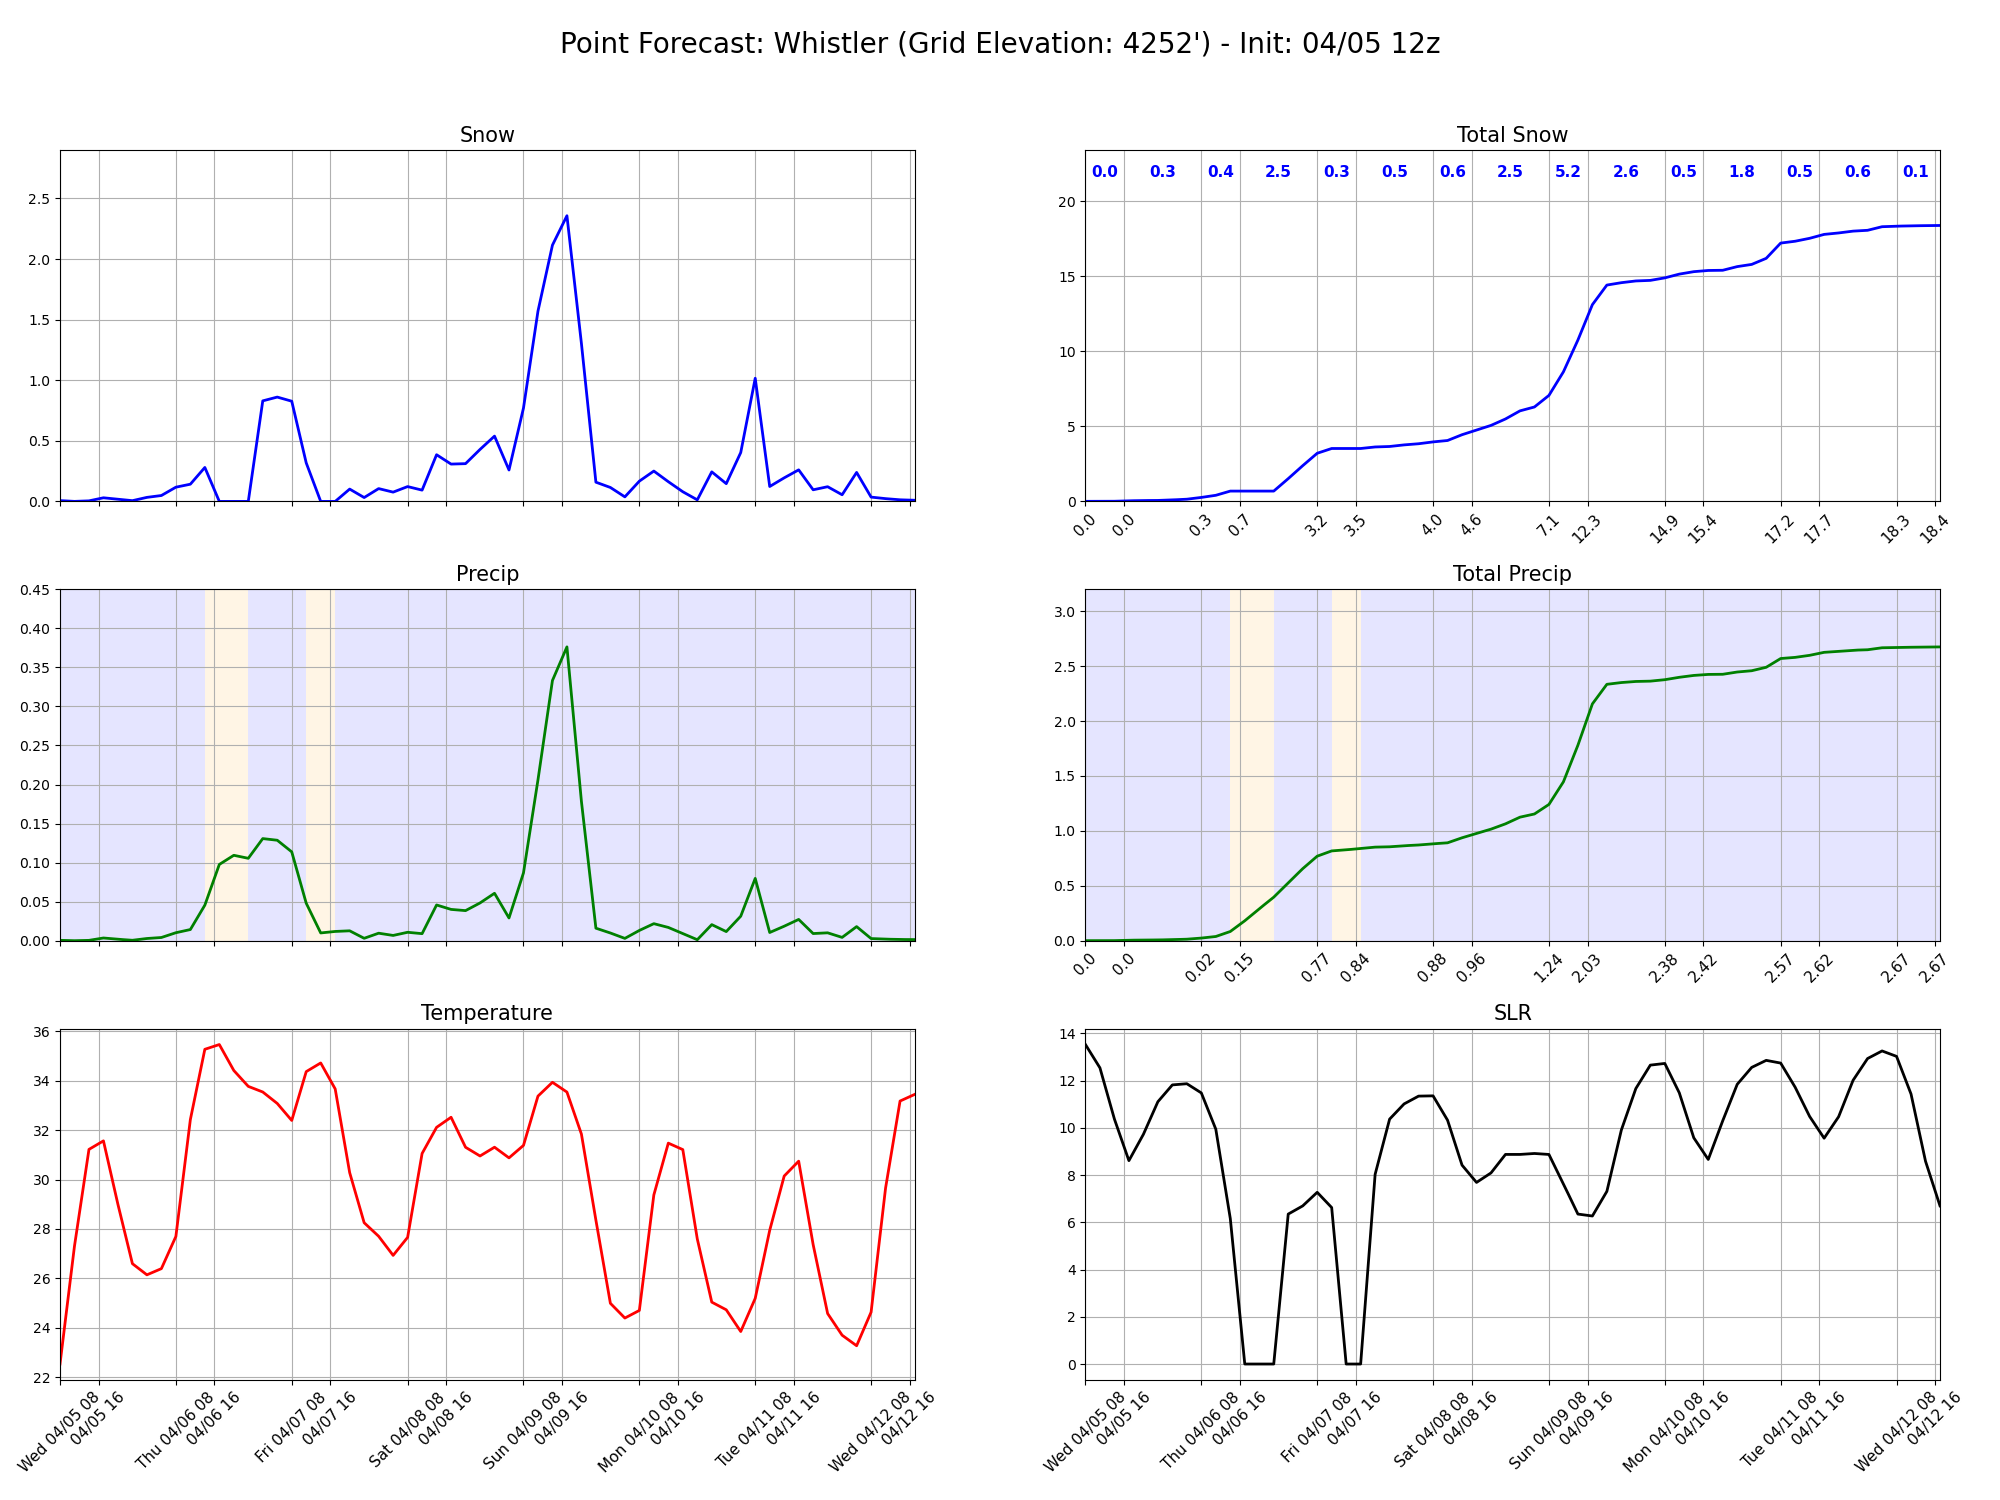 Point Forecast: Whistler (Grid Elevation: 4252') - Init: 04/05 12z
Snow
2.5
2.0
1.5
1.0
0.5
0.0
Total Snow
0.0 0.3 0.4 2.5 0.3 0.5 0.6 2.5 5.2 2.6 0.5 1.8 0.5 0.6 0.1
20
15
10
5
0
0.0 0.0 0.3 0.7 3.2 3.5 4.0 4.6 7.1 12.3 14.9 15.4 17.2 17.7 18.3 18.4
Precip
0.45
0.40
0.35
0.30
0.25
0.20
0.15
0.10
0.05
0.00
Total Precip
3.0
2.5
2.0
1.5
1.0
0.5
0.0
0.0 0.0 0.02 0.15 0.77 0.84 0.88 0.96 1.24 2.03 2.38 2.42 2.57 2.62 2.67 2.67
Temperature
36
34
32
30
28
26
24
22
Wed 04/05 08
04/05 16
Thu 04/06 08
04/06 16
Fri 04/07 08
04/07 16
Sat 04/08 08
04/08 16
Sun 04/09 08
04/09 16
Mon 04/10 08
04/10 16
Tue 04/11 08
04/11 16
Wed 04/12 08
04/12 16
SLR
14
12
10
8
6
4
2
0
Wed 04/05 08
04/05 16
Thu 04/06 08
04/06 16
Fri 04/07 08
04/07 16
Sat 04/08 08
04/08 16
Sun 04/09 08
04/09 16
Mon 04/10 08
04/10 16
Tue 04/11 08
04/11 16
Wed 04/12 08
04/12 16